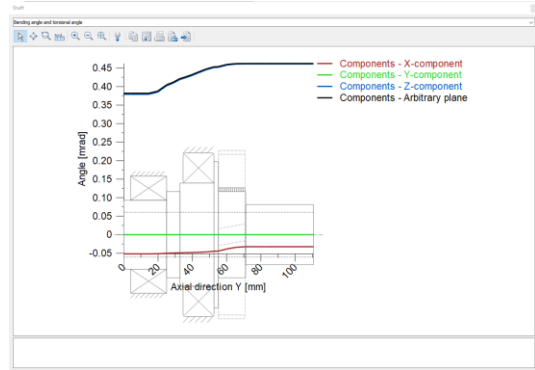 Shaft
Bending angle and torsional angle
Components - X-component
Components - Y-component
Components - Z-component
Components - Arbitrary plane
Angle [mrad]
0.45
0.40
0.35
0.30
0.25
0.20
0.15
0.10
0.05
0
-0.05
0 20 40 60 80 100
Axial direction Y [mm]